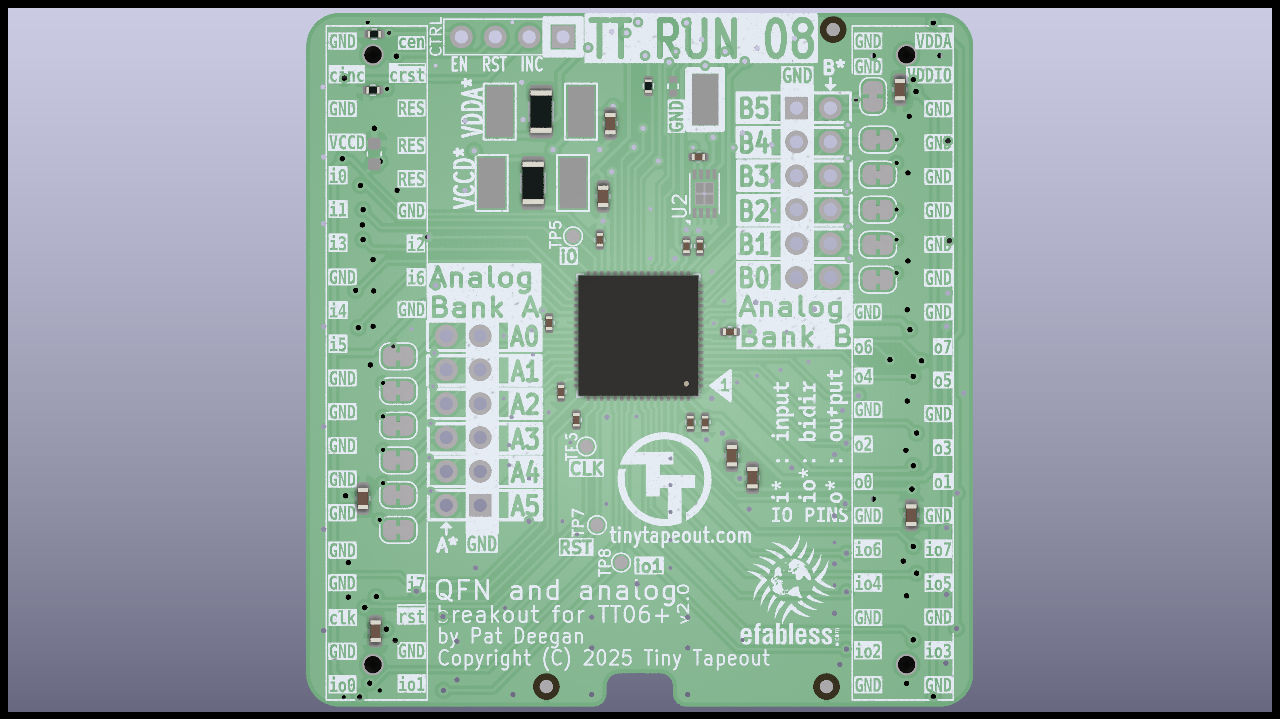 TT RUN 08
CTRL
EN RST INC
GND cen
cinc crst
GND RES
VCCD RES
i0 RES
i1 GND
i3 i2
GND i6
i4 GND
i5
GND
GND
GND
GND
GND
GND
GND i7
clk rst
GND GND
io0 io1
VDDA*
VCCD*
GND
U2
TP5
IO
GND B*
B5
B4
B3
B2
B1
B0
Analog
Bank B
Analog
Bank A
A0
A1
A2
A3
A4
A5
A* GND
1
CLK
TP7
RST
TP8
io1
tinytapeout.com
i* : input
io* : bidir
o* : output
IO PINS
GND VDDA
GND VDDIO
GND
GND
GND
GND
GND
GND
GND GND
o6 o7
o4 o5
GND GND
o2 o3
o0 o1
GND GND
io6 io7
io4 io5
GND GND
io2 io3
GND GND
QFN and analog
breakout for TT06+ v2.0
by Pat Deegan
Copyright (C) 2025 Tiny Tapeout
efabless